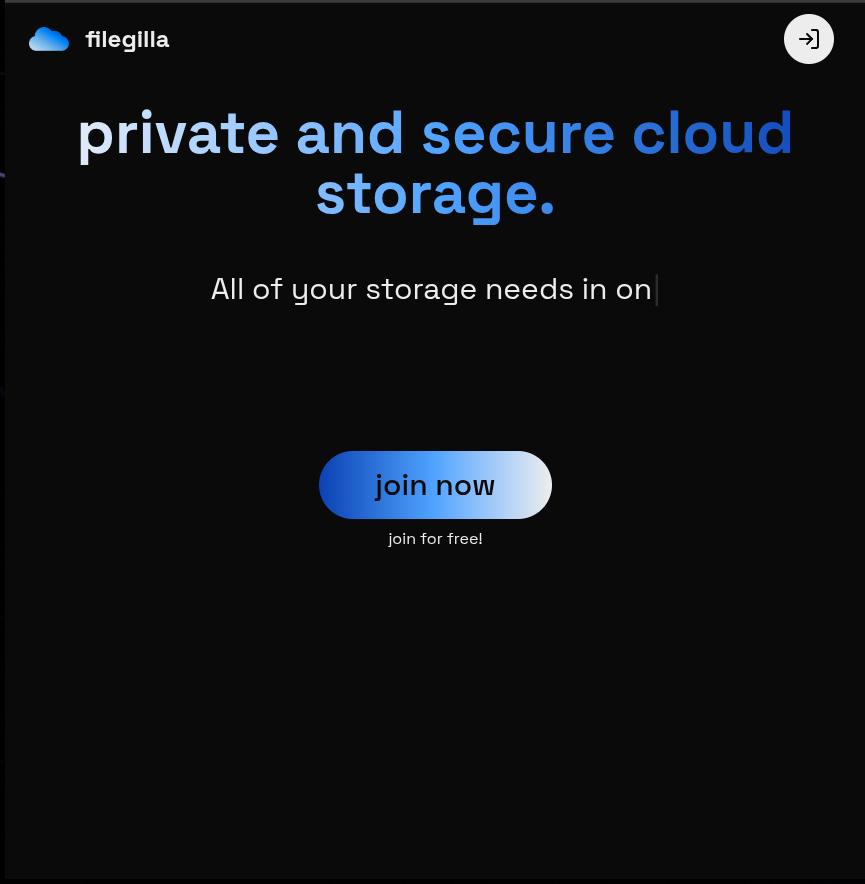 filegilla
private and secure cloud
storage.
All of your storage needs in on
join now
join for free!